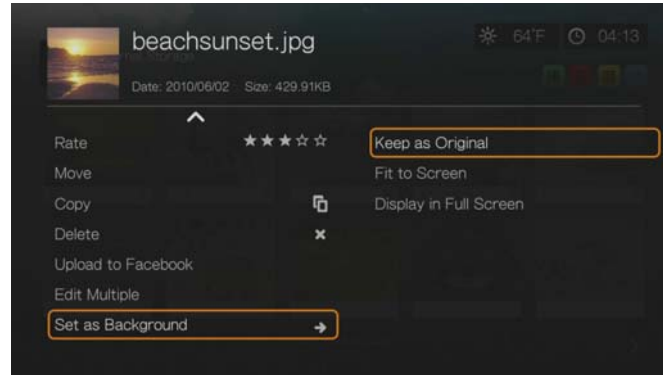 beachsunset.jpg
64°F 04:13
Date: 2010/06/02 Size: 429.91KB
Rate
Move
Copy
Delete
Upload to Facebook
Edit Multiple
Set as Background
Keep as Original
Fit to Screen
Display in Full Screen